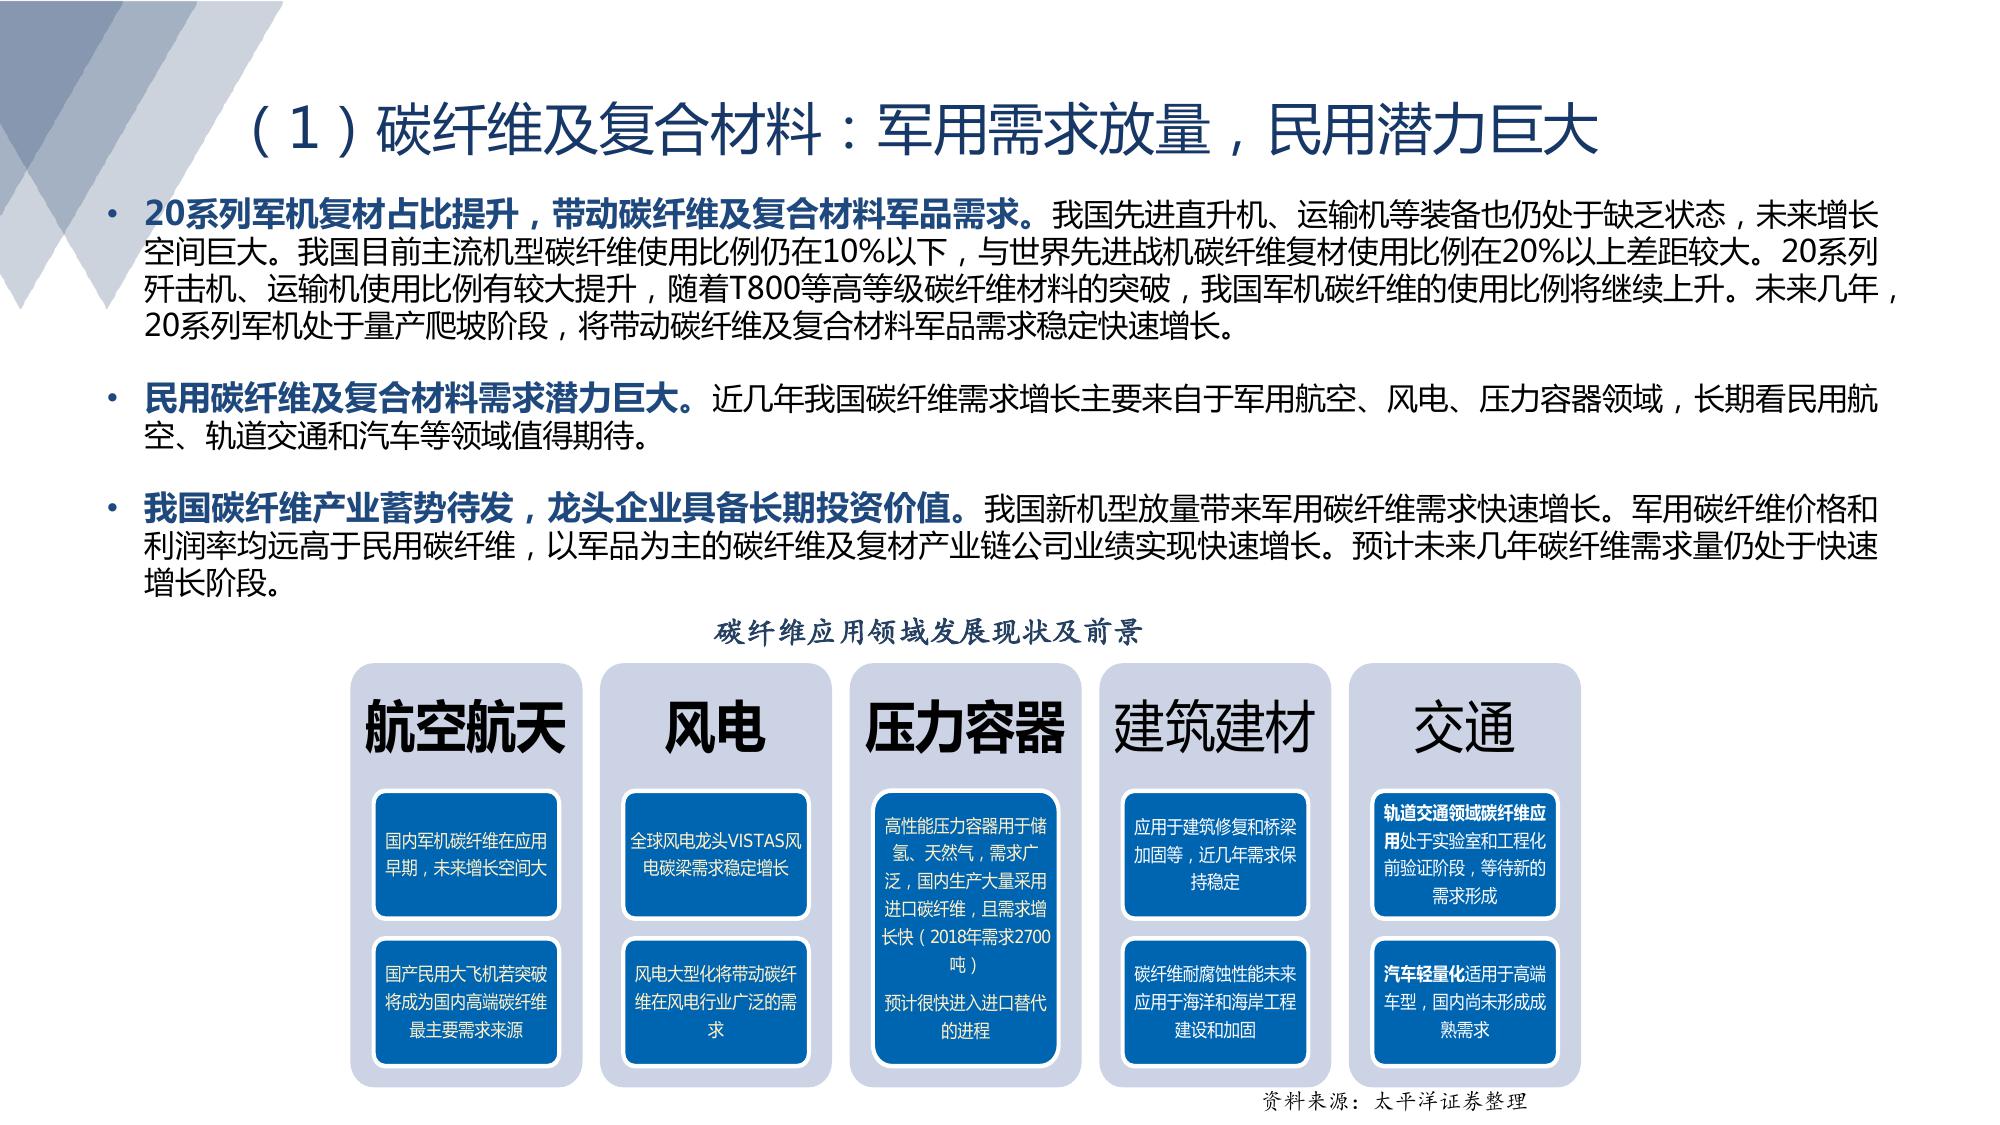 （1）碳纤维及复合材料：军用需求放量，民用潜力巨大
• 20系列军机复材占比提升，带动碳纤维及复合材料军品需求。我国先进直升机、运输机等装备也仍处于缺乏状态，未来增长
空间巨大。我国目前主流机型碳纤维使用比例仍在10%以下，与世界先进战机碳纤维复材使用比例在20%以上差距较大。20系列
歼击机、运输机使用比例有较大提升，随着T800等高等级碳纤维材料的突破，我国军机碳纤维的使用比例将继续上升。未来几年，
20系列军机处于量产爬坡阶段，将带动碳纤维及复合材料军品需求稳定快速增长。
• 民用碳纤维及复合材料需求潜力巨大。近几年我国碳纤维需求增长主要来自于军用航空、风电、压力容器领域，长期看民用航
空、轨道交通和汽车等领域值得期待。
• 我国碳纤维产业蓄势待发，龙头企业具备长期投资价值。我国新机型放量带来军用碳纤维需求快速增长。军用碳纤维价格和
利润率均远高于民用碳纤维，以军品为主的碳纤维及复材产业链公司业绩实现快速增长。预计未来几年碳纤维需求量仍处于快速
增长阶段。
碳纤维应用领域发展现状及前景
航空航天
国内军机碳纤维在应用
早期，未来增长空间大
国产民用大飞机若突破
将成为国内高端碳纤维
最主要需求来源
风电
全球风电龙头VISTAS风
电碳梁需求稳定增长
风电大型化将带动碳纤
维在风电行业广泛的需
求
压力容器
高性能压力容器用于储
氢、天然气，需求广
泛，国内生产大量采用
进口碳纤维，且需求增
长快（2018年需求2700
吨）
预计很快进入进口替代
的进程
建筑建材
应用于建筑修复和桥梁
加固等，近几年需求保
持稳定
碳纤维耐腐蚀性能未来
应用于海洋和海岸工程
建设和加固
交通
轨道交通领域碳纤维应
用处于实验室和工程化
前验证阶段，等待新的
需求形成
汽车轻量化适用于高端
车型，国内尚未形成成
熟需求
资料来源：太平洋证券整理